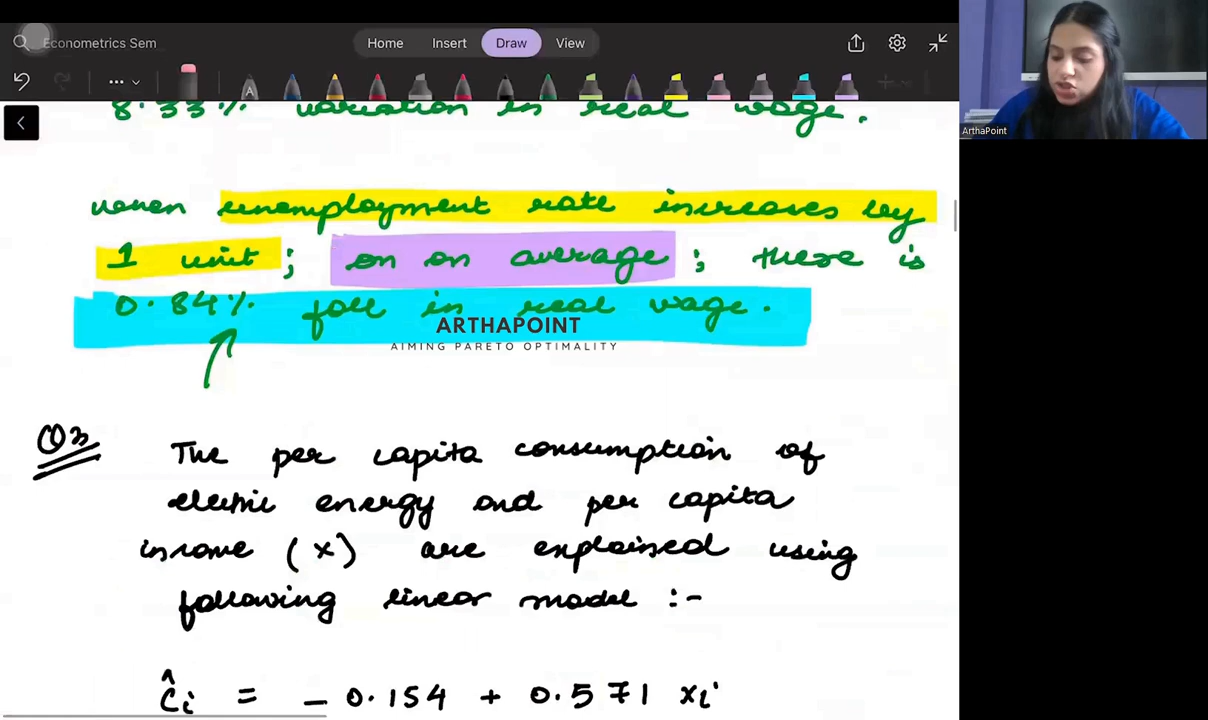 Econometrics Sem
Home Insert Draw View
A
8.33% variation in real wage.
ArthaPoint
when unemployment rate increases by
1 unit; on on average; there is
0.84% fall in real wage.
ARTHAPOINT
AIMING PARETO OPTIMALITY
Q3 The per capita consumption of
electric energy and per capita
income (x) are explained using
following linear model :-
Ĉi = - 0.154 + 0.571 xi